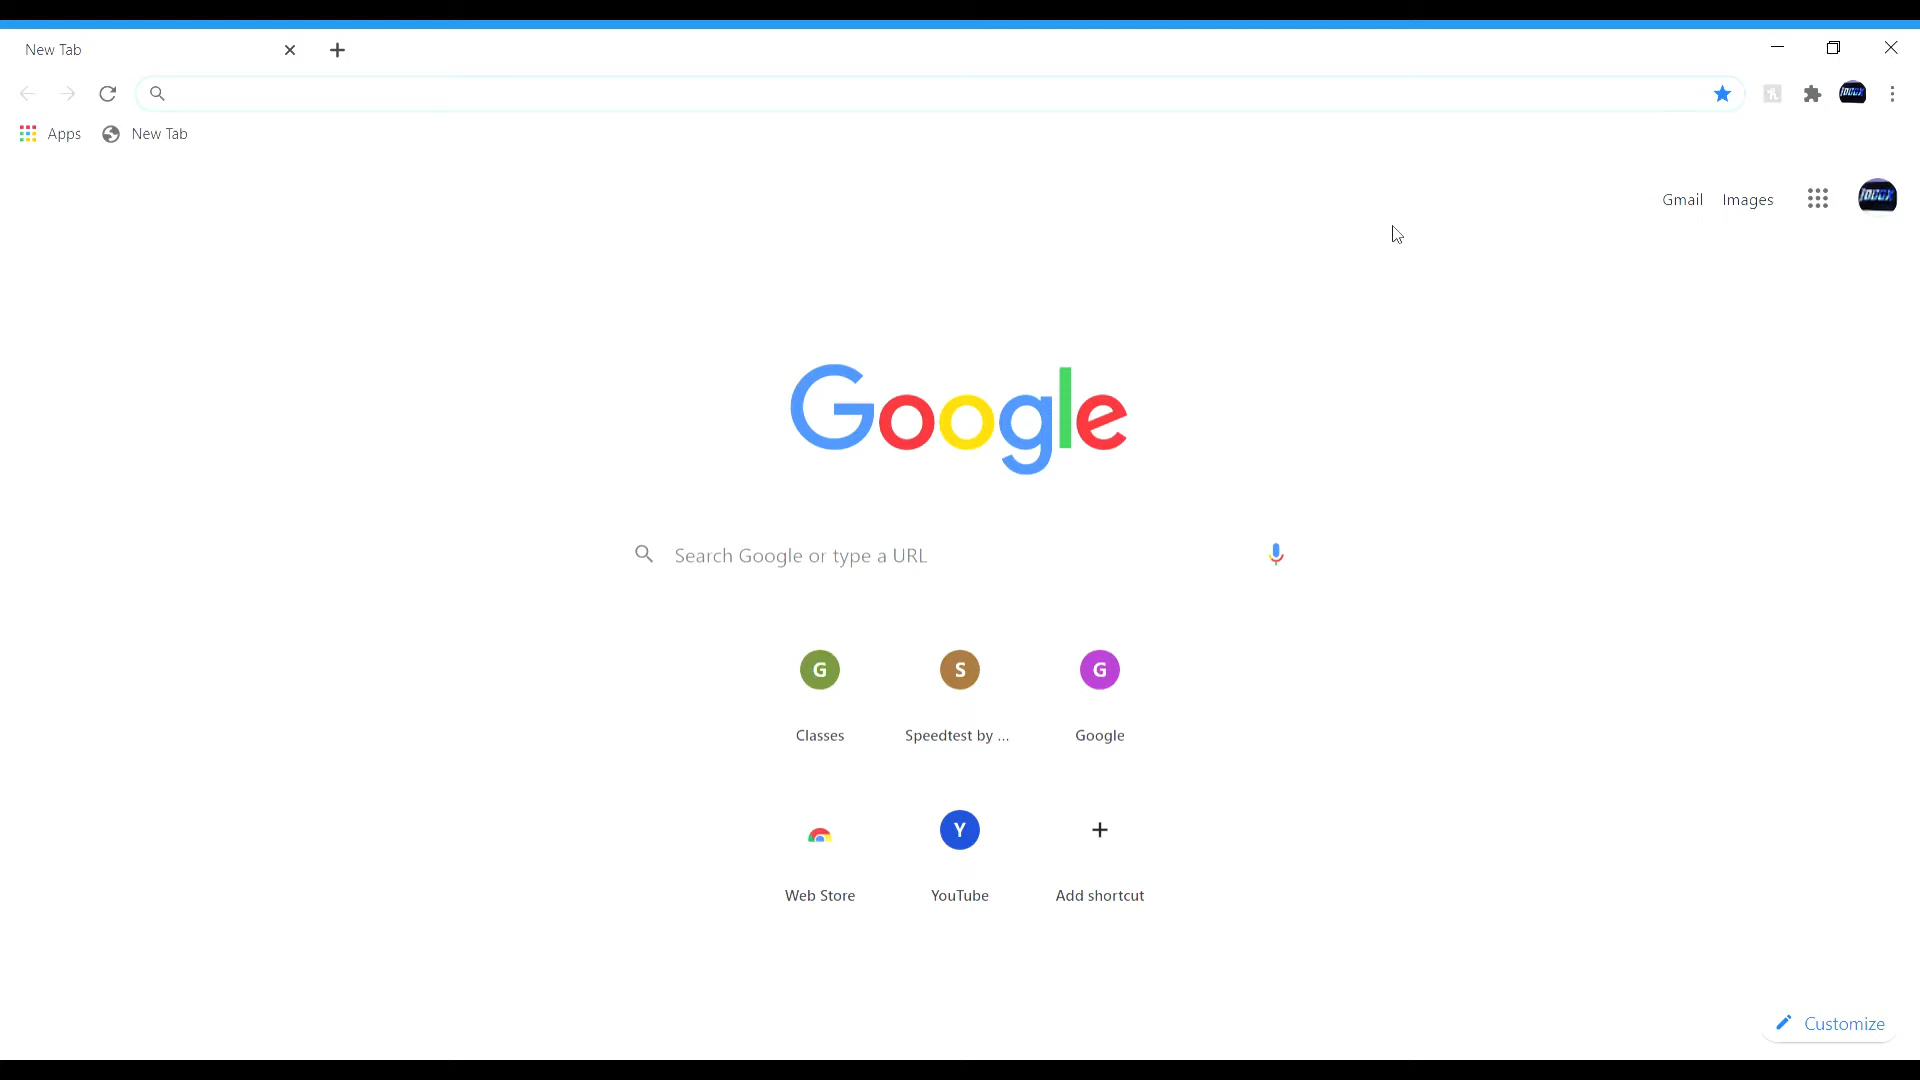 New Tab
Apps
New Tab
Gmail
Images
Google
Search Google or type a URL
G
S
G
Classes
Speedtest by ...
Google
Y
Web Store
YouTube
Add shortcut
Customize